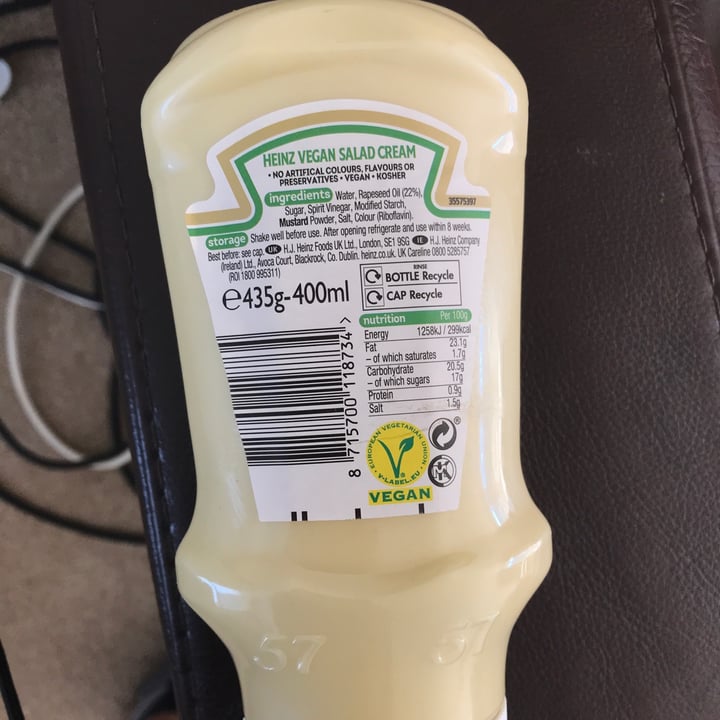 HEINZ VEGAN SALAD CREAM
• NO ARTIFICAL COLOURS, FLAVOURS OR
PRESERVATIVES • VEGAN • KOSHER
ingredients Water, Rapeseed Oil (22%),
Sugar, Spirit Vinegar, Modified Starch,
Mustard Powder, Salt, Colour (Riboflavin).
35575397
storage Shake well before use. After opening refrigerate and use within 8 weeks.
Best before: see cap. UK H.J. Heinz Foods UK Ltd., London, SE1 9SG IE H.J. Heinz Company
(Ireland) Ltd., Avoca Court, Blackrock, Co. Dublin. heinz.co.uk. UK Careline 0800 5285757
(ROI 1800 995311)
℮435g-400ml
RINSE
BOTTLE Recycle
CAP Recycle
nutrition Per 100g
Energy 1258kJ / 299kcal
Fat 23.1g
– of which saturates 1.7g
Carbohydrate 20.5g
– of which sugars 17g
Protein 0.9g
Salt 1.5g
8 715700 118734 >
EUROPEAN VEGETARIAN UNION
• V-LABEL.EU •
VEGAN
MK
57
57